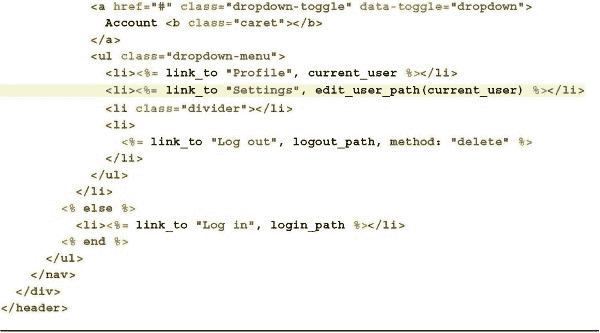 <a href="#" class="dropdown-toggle" data-toggle="dropdown">
Account <b class="caret"></b>
</a>
<ul class="dropdown-menu">
<li><%= link_to "Profile", current_user %></li>
<li><%= link_to "Settings", edit_user_path(current_user) %></li>
<li class="divider"></li>
<li>
<%= link_to "Log out", logout_path, method: "delete" %>
</li>
</ul>
</li>
<% else %>
<li><%= link_to "Log in", login_path %></li>
<% end %>
</ul>
</nav>
</div>
</header>